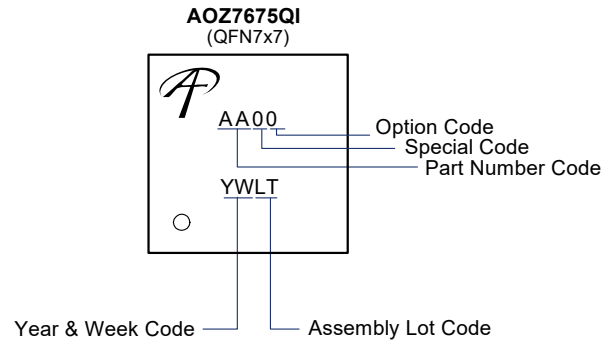 AOZ7675QI
(QFN7x7)
AA00
Option Code
Special Code
Part Number Code
YWLT
Year & Week Code
Assembly Lot Code